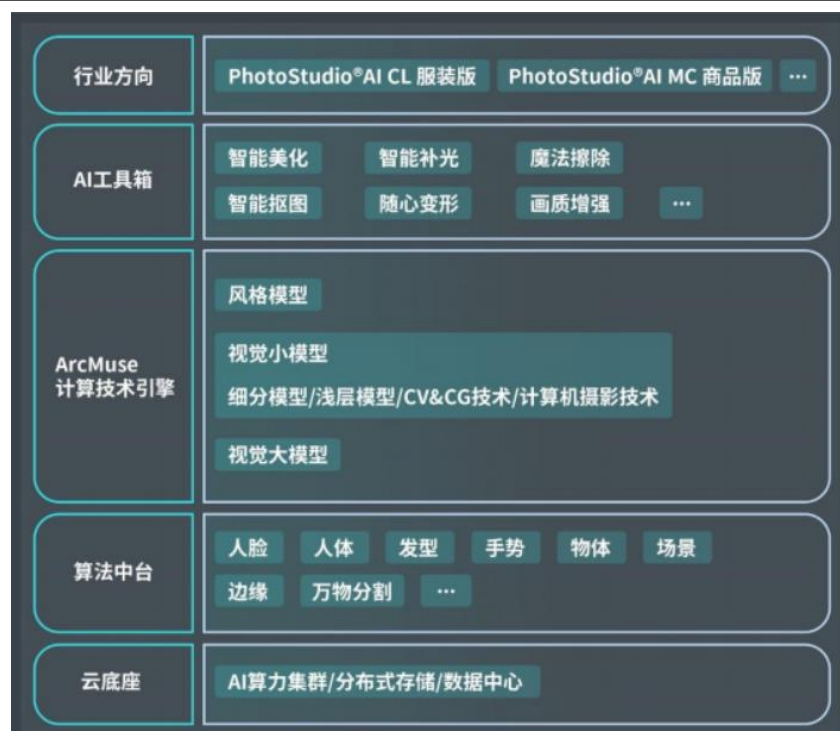 行业方向
PhotoStudio®AI CL 服装版 PhotoStudio®AI MC 商品版 ···
AI工具箱
智能美化 智能补光 魔法擦除
智能抠图 随心变形 画质增强 ···
ArcMuse
计算技术引擎
风格模型
视觉小模型
细分模型/浅层模型/CV&CG技术/计算机摄影技术
视觉大模型
算法中台
人脸 人体 发型 手势 物体 场景
边缘 万物分割 ···
云底座
AI算力集群/分布式存储/数据中心